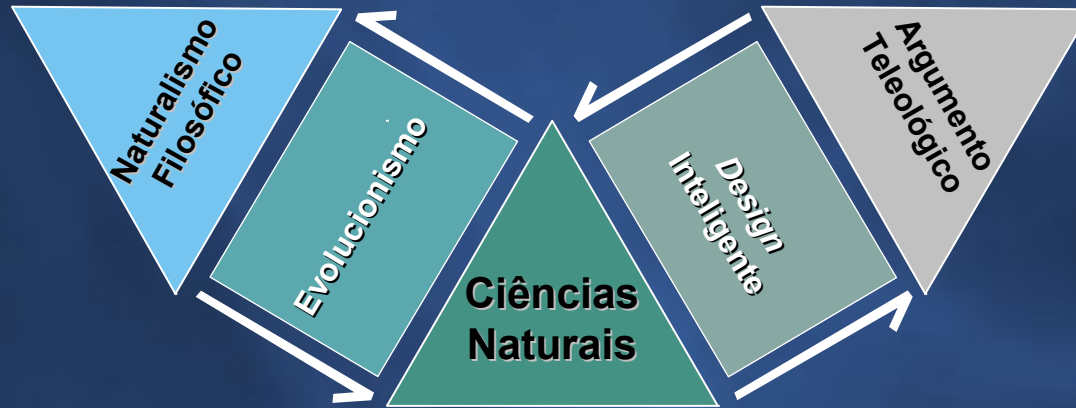 Naturalismo
Filosófico
Evolucionismo
Ciências
Naturais
Design
Inteligente
Argumento
Teleológico